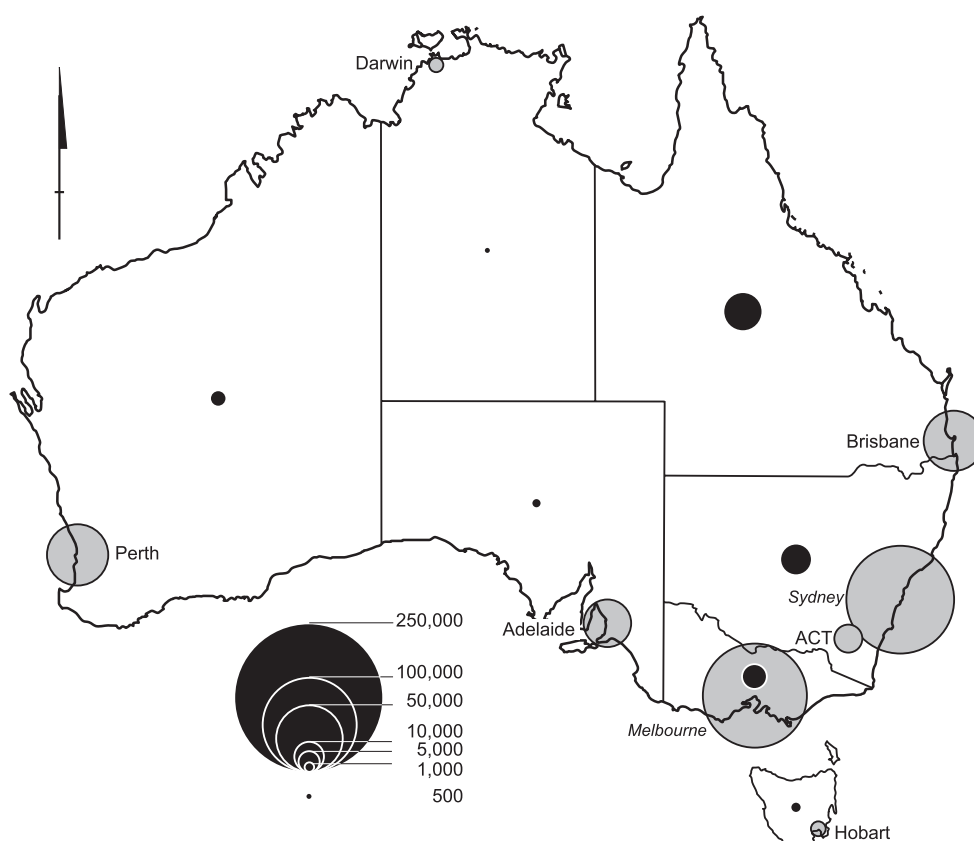 Darwin
Brisbane
Perth
Sydney
Adelaide
ACT
Melbourne
Hobart
250,000
100,000
50,000
10,000
5,000
1,000
500